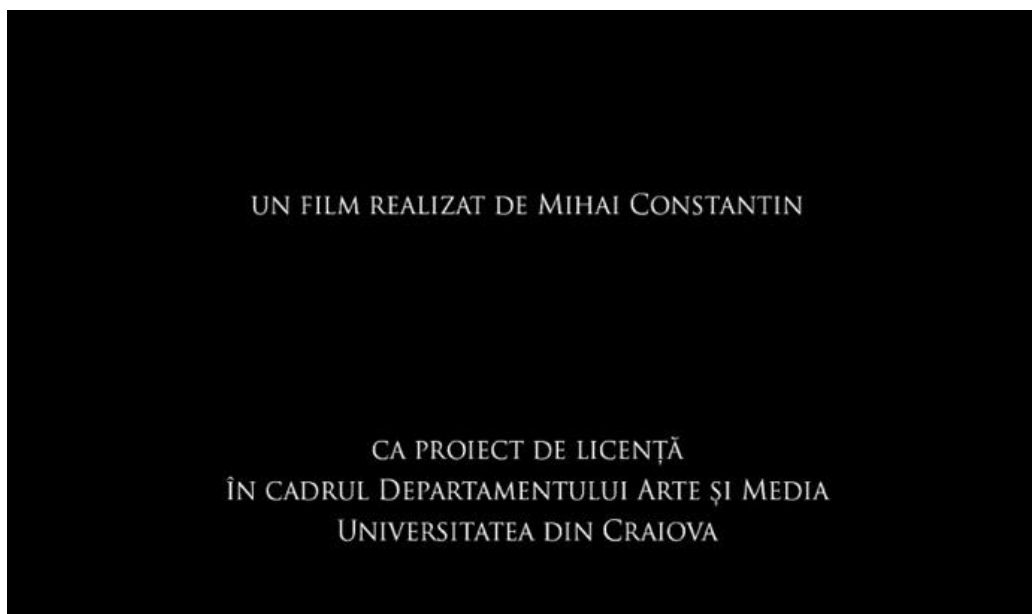 UN FILM REALIZAT DE MIHAI CONSTANTIN
CA PROIECT DE LICENȚĂ
ÎN CADRUL DEPARTAMENTULUI ARTE ȘI MEDIA
UNIVERSITATEA DIN CRAIOVA